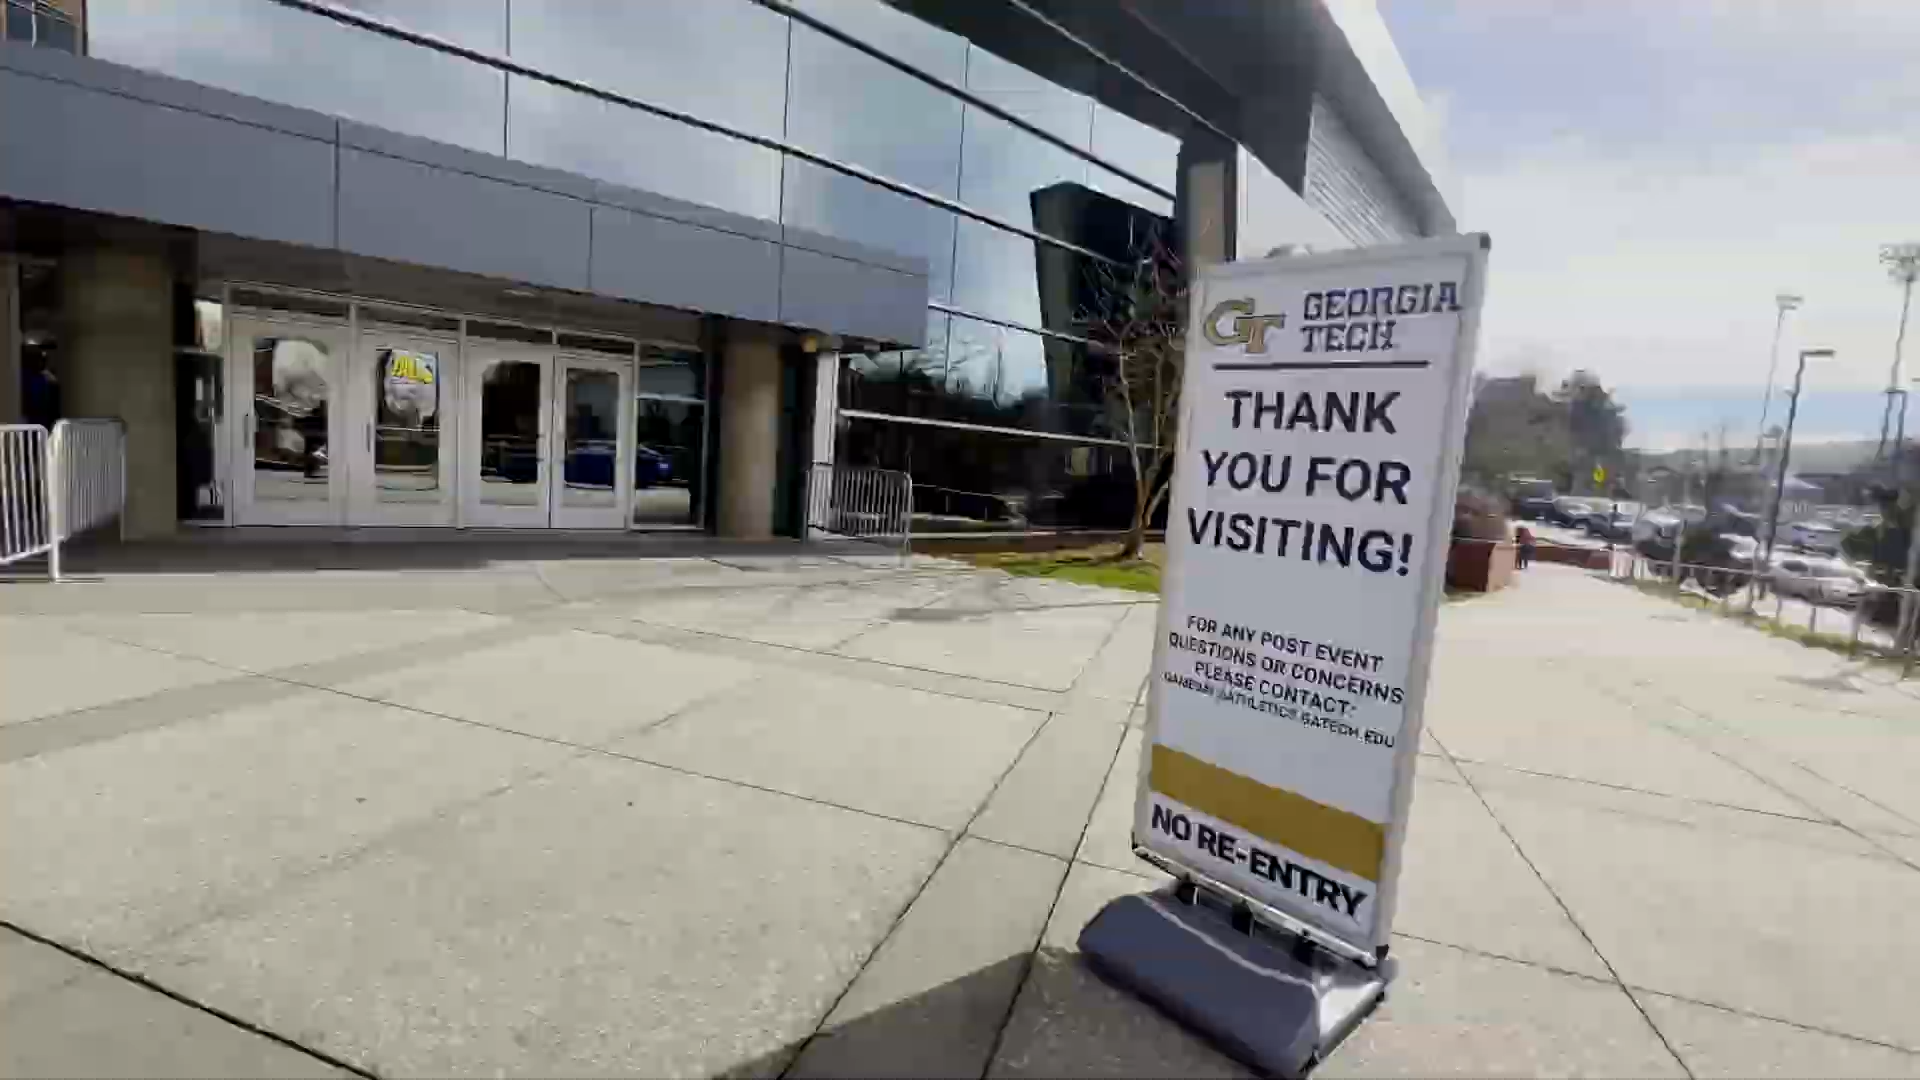 GT GEORGIA
TECH
THANK
YOU FOR
VISITING!
FOR ANY POST EVENT
QUESTIONS OR CONCERNS
PLEASE CONTACT:
NO RE-ENTRY